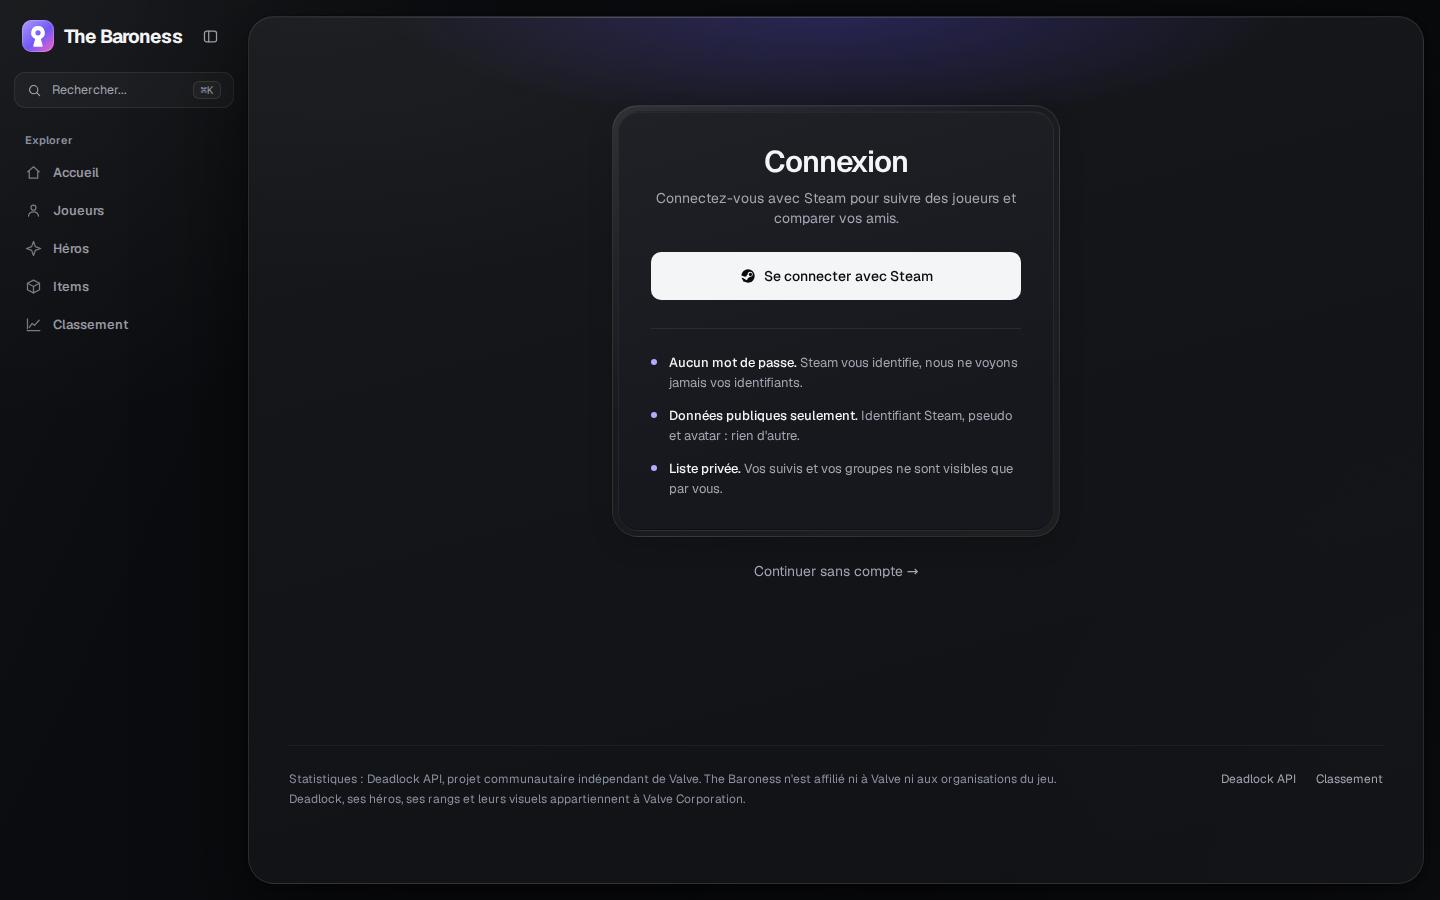 The Baroness
Rechercher...
⌘K
Explorer
Accueil
Joueurs
Héros
Items
Classement
Connexion
Connectez-vous avec Steam pour suivre des joueurs et
comparer vos amis.
Se connecter avec Steam
Aucun mot de passe. Steam vous identifie, nous ne voyons
jamais vos identifiants.
Données publiques seulement. Identifiant Steam, pseudo
et avatar : rien d'autre.
Liste privée. Vos suivis et vos groupes ne sont visibles que
par vous.
Continuer sans compte →
Statistiques : Deadlock API, projet communautaire indépendant de Valve. The Baroness n'est affilié ni à Valve ni aux organisations du jeu.
Deadlock, ses héros, ses rangs et leurs visuels appartiennent à Valve Corporation.
Deadlock API
Classement